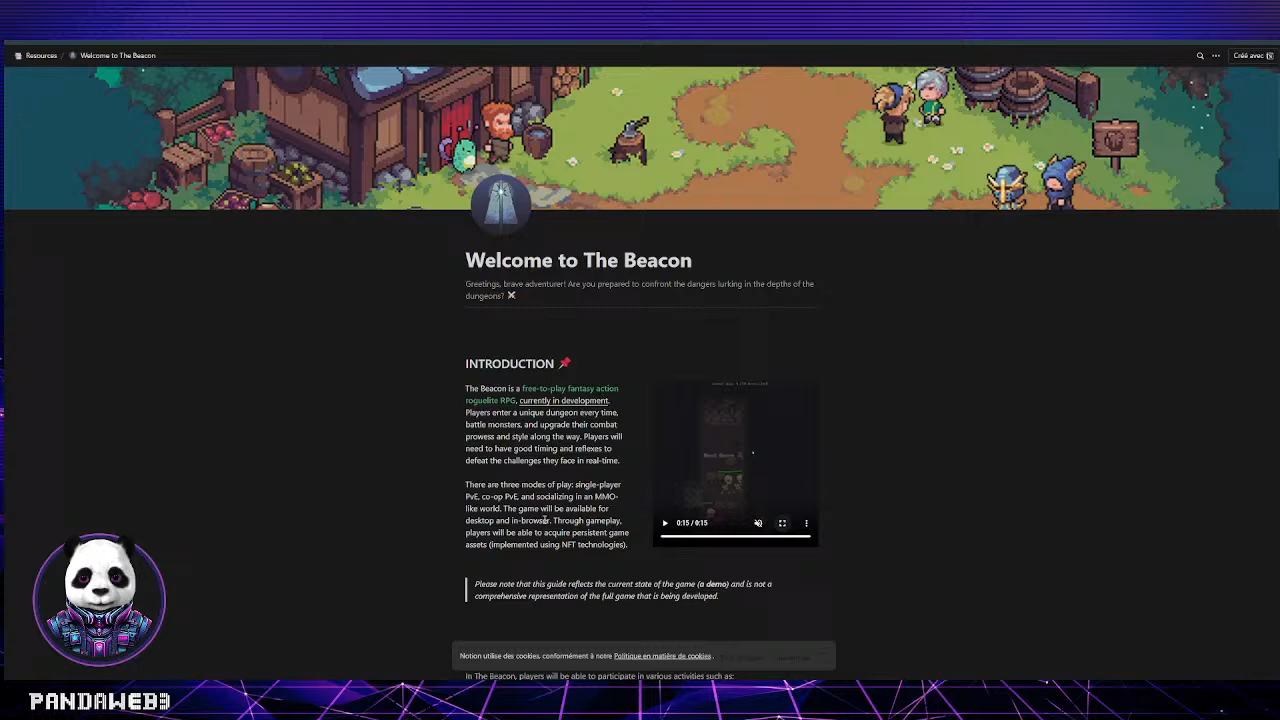 Resources / Welcome to The Beacon
Créé avec
Welcome to The Beacon
Greetings, brave adventurer! Are you prepared to confront the dangers lurking in the depths of the
dungeons?
INTRODUCTION
The Beacon is a free-to-play fantasy action
roguelite RPG, currently in development.
Players enter a unique dungeon every time,
battle monsters, and upgrade their combat
prowess and style along the way. Players will
need to have good timing and reflexes to
defeat the challenges they face in real-time.
There are three modes of play: single-player
PvE, co-op PvE, and socializing in an MMO-
like world. The game will be available for
desktop and in-browser. Through gameplay,
players will be able to acquire persistent game
assets (implemented using NFT technologies).
0:15 / 0:15
Please note that this guide reflects the current state of the game (a demo) and is not a
comprehensive representation of the full game that is being developed.
Notion utilise des cookies, conformément à notre Politique en matière de cookies.
In The Beacon, players will be able to participate in various activities such as:
PANDAWEB3